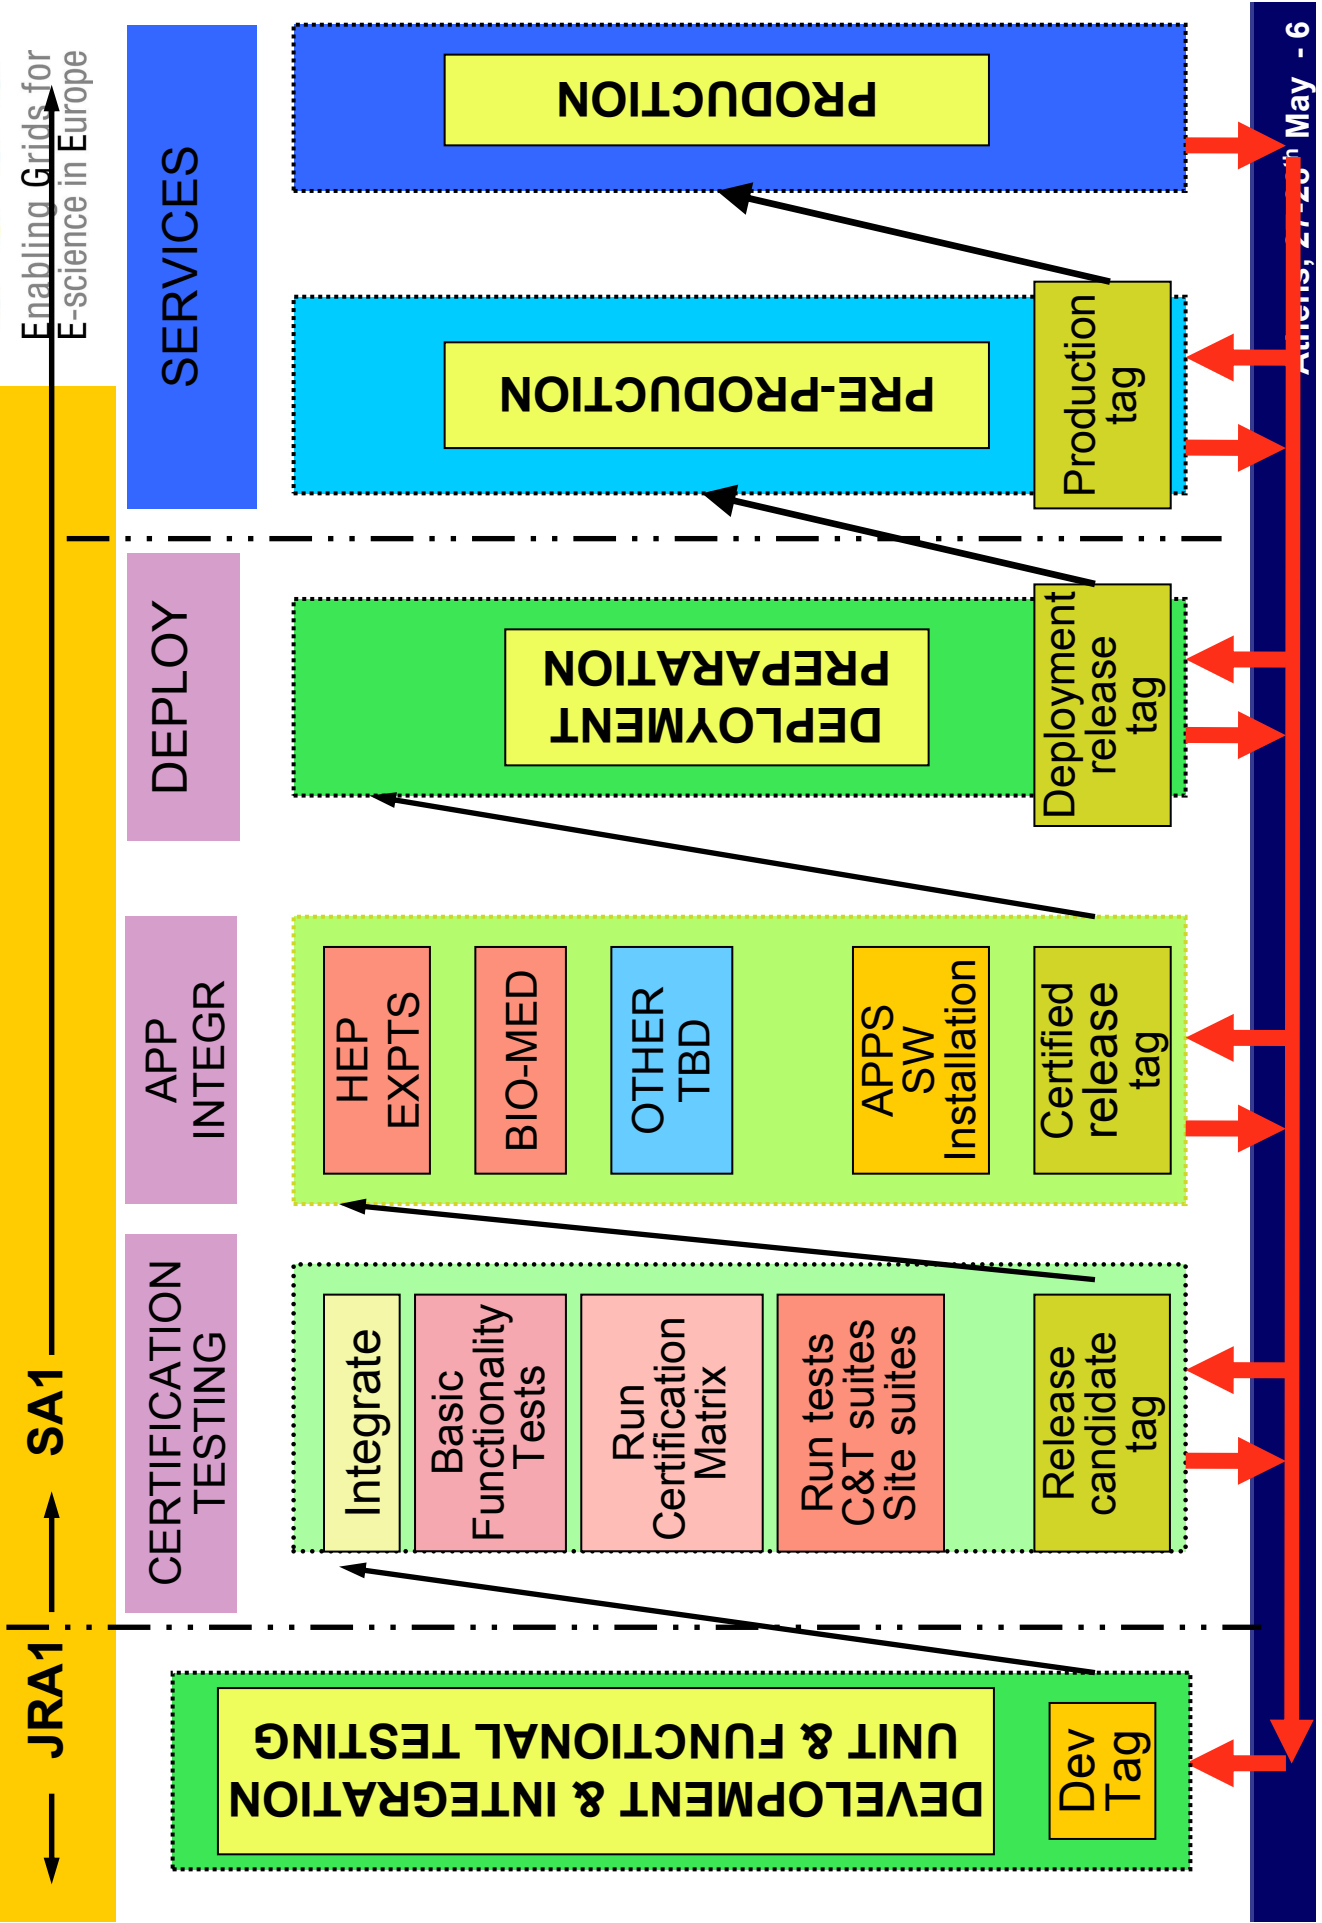 Enabling Grids for
E-science in Europe
JRA1
SA1
CERTIFICATION
TESTING
APP
INTEGR
DEPLOY
SERVICES
DEVELOPMENT & INTEGRATION
UNIT & FUNCTIONAL TESTING
Dev
Tag
Integrate
Basic
Functionality
Tests
Run
Certification
Matrix
Run tests
C&T suites
Site suites
Release
candidate
tag
HEP
EXPTS
BIO-MED
OTHER
TBD
APPS
SW
Installation
Certified
release
tag
DEPLOYMENT
PREPARATION
Deployment
release
tag
PRE-PRODUCTION
Production
tag
PRODUCTION
Athens, 27-28th May - 6